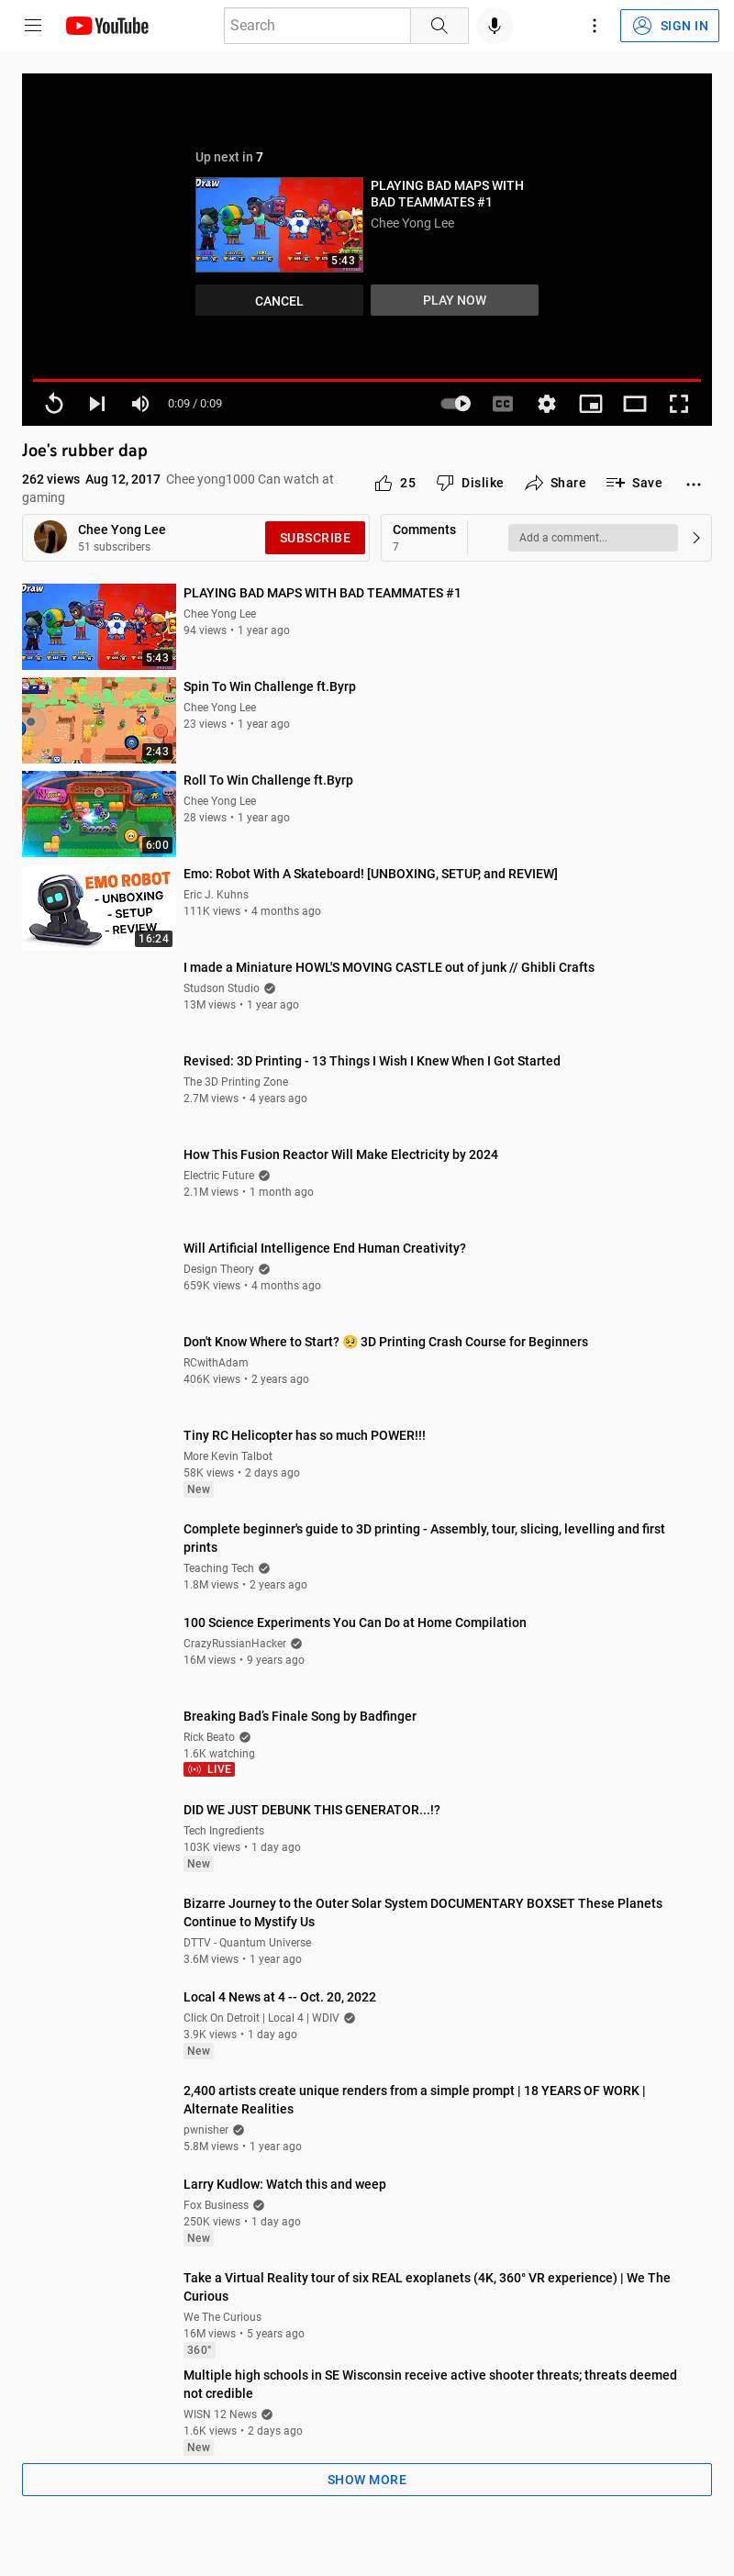 YouTube
Search
SIGN IN
Up next in 7
Draw
PLAYING BAD MAPS WITH
BAD TEAMMATES #1
Chee Yong Lee
5:43
CANCEL
PLAY NOW
0:09 / 0:09
CC
Joe's rubber dap
262 views Aug 12, 2017 Chee yong1000 Can watch at
gaming
25
Dislike
Share
Save
Chee Yong Lee
51 subscribers
SUBSCRIBE
Comments
7
Add a comment...
Draw
5:43
PLAYING BAD MAPS WITH BAD TEAMMATES #1
Chee Yong Lee
94 views • 1 year ago
2:43
Spin To Win Challenge ft.Byrp
Chee Yong Lee
23 views • 1 year ago
6:00
Roll To Win Challenge ft.Byrp
Chee Yong Lee
28 views • 1 year ago
EMO ROBOT
- UNBOXING
- SETUP
- REVIEW
16:24
Emo: Robot With A Skateboard! [UNBOXING, SETUP, and REVIEW]
Eric J. Kuhns
111K views • 4 months ago
I made a Miniature HOWL'S MOVING CASTLE out of junk // Ghibli Crafts
Studson Studio
13M views • 1 year ago
Revised: 3D Printing - 13 Things I Wish I Knew When I Got Started
The 3D Printing Zone
2.7M views • 4 years ago
How This Fusion Reactor Will Make Electricity by 2024
Electric Future
2.1M views • 1 month ago
Will Artificial Intelligence End Human Creativity?
Design Theory
659K views • 4 months ago
Don't Know Where to Start? 🥺 3D Printing Crash Course for Beginners
RCwithAdam
406K views • 2 years ago
Tiny RC Helicopter has so much POWER!!!
More Kevin Talbot
58K views • 2 days ago
New
Complete beginner's guide to 3D printing - Assembly, tour, slicing, levelling and first
prints
Teaching Tech
1.8M views • 2 years ago
100 Science Experiments You Can Do at Home Compilation
CrazyRussianHacker
16M views • 9 years ago
Breaking Bad's Finale Song by Badfinger
Rick Beato
1.6K watching
LIVE
DID WE JUST DEBUNK THIS GENERATOR...!?
Tech Ingredients
103K views • 1 day ago
New
Bizarre Journey to the Outer Solar System DOCUMENTARY BOXSET These Planets
Continue to Mystify Us
DTTV - Quantum Universe
3.6M views • 1 year ago
Local 4 News at 4 -- Oct. 20, 2022
Click On Detroit | Local 4 | WDIV
3.9K views • 1 day ago
New
2,400 artists create unique renders from a simple prompt | 18 YEARS OF WORK |
Alternate Realities
pwnisher
5.8M views • 1 year ago
Larry Kudlow: Watch this and weep
Fox Business
250K views • 1 day ago
New
Take a Virtual Reality tour of six REAL exoplanets (4K, 360° VR experience) | We The
Curious
We The Curious
16M views • 5 years ago
360°
Multiple high schools in SE Wisconsin receive active shooter threats; threats deemed
not credible
WISN 12 News
1.6K views • 2 days ago
New
SHOW MORE